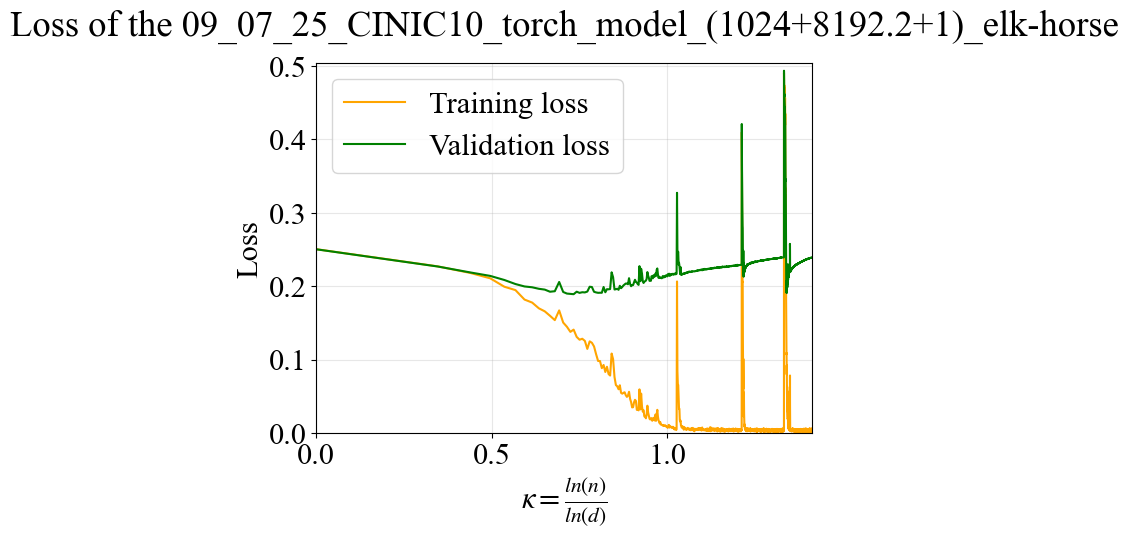 Loss of the 09_07_25_CINIC10_torch_model_(1024+8192.2+1)_elk-horse
Training loss
Validation loss
Loss
0.5
0.4
0.3
0.2
0.1
0.0
0.0 0.5 1.0
κ = ln(n)/ln(d)